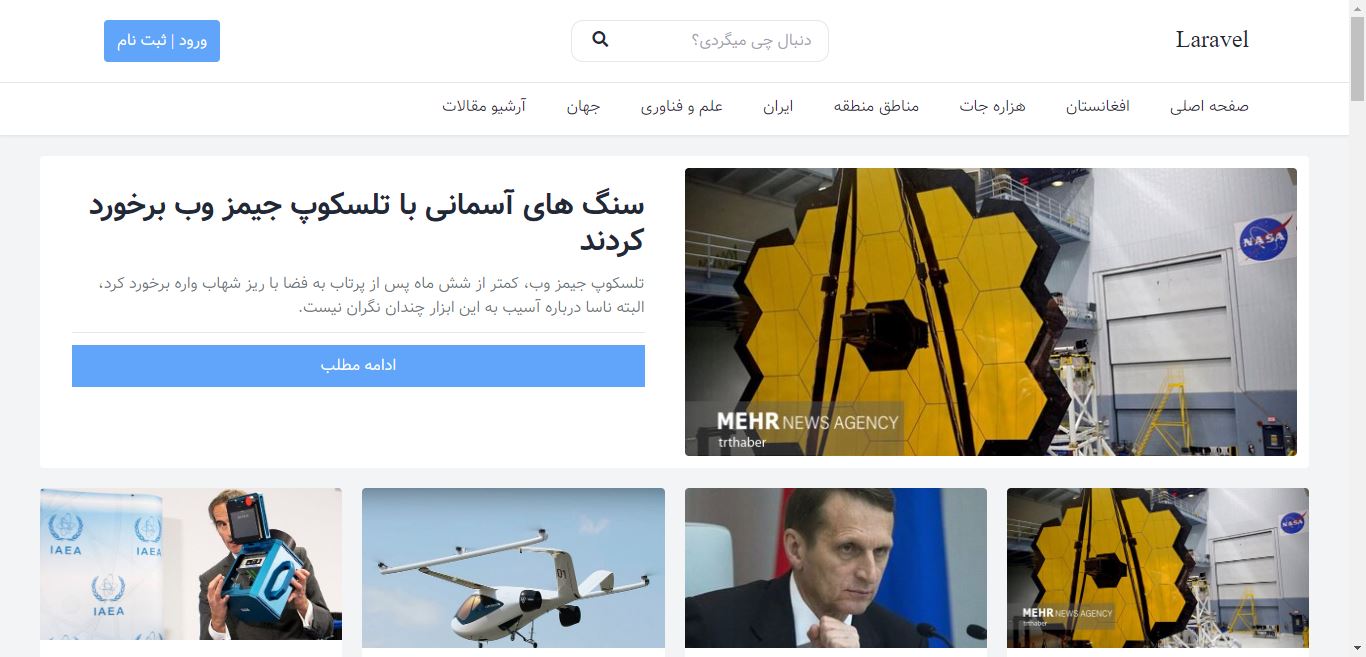 Laravel
دنبال چی میگردی؟
ورود | ثبت نام
صفحه اصلی
افغانستان
هزاره جات
مناطق منطقه
ایران
علم و فناوری
جهان
آرشیو مقالات
سنگ های آسمانی با تلسکوپ جیمز وب برخورد
کردند
تلسکوپ جیمز وب، کمتر از شش ماه پس از پرتاب به فضا با ریز شهاب واره برخورد کرد،
البته ناسا درباره آسیب به این ابزار چندان نگران نیست.
ادامه مطلب
NASA
MEHR NEWS AGENCY
trthaber
NASA
MEHR NEWS AGENCY
trthaber
01
IAEA
IAEA
IAEA